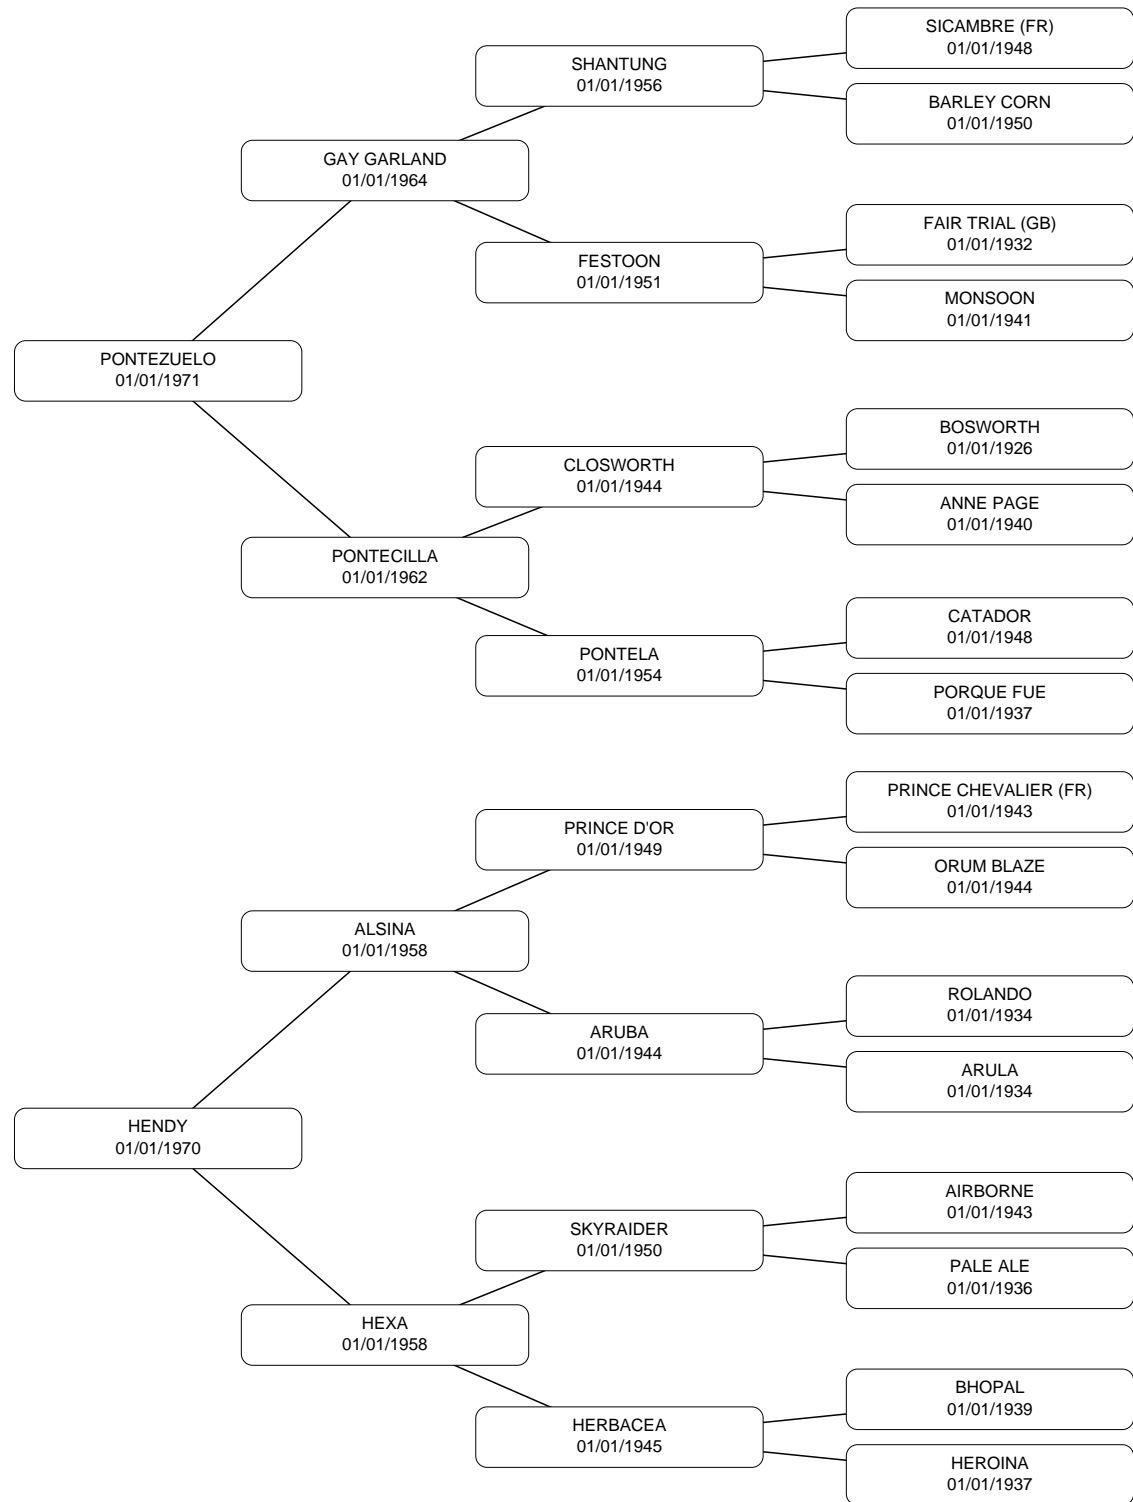 SICAMBRE (FR)
01/01/1948
SHANTUNG
01/01/1956
BARLEY CORN
01/01/1950
GAY GARLAND
01/01/1964
FAIR TRIAL (GB)
01/01/1932
FESTOON
01/01/1951
MONSOON
01/01/1941
PONTEZUELO
01/01/1971
BOSWORTH
01/01/1926
CLOSWORTH
01/01/1944
ANNE PAGE
01/01/1940
PONTECILLA
01/01/1962
CATADOR
01/01/1948
PONTELA
01/01/1954
PORQUE FUE
01/01/1937
PRINCE CHEVALIER (FR)
01/01/1943
PRINCE D'OR
01/01/1949
ORUM BLAZE
01/01/1944
ALSINA
01/01/1958
ROLANDO
01/01/1934
ARUBA
01/01/1944
ARULA
01/01/1934
HENDY
01/01/1970
AIRBORNE
01/01/1943
SKYRAIDER
01/01/1950
PALE ALE
01/01/1936
HEXA
01/01/1958
BHOPAL
01/01/1939
HERBACEA
01/01/1945
HEROINA
01/01/1937